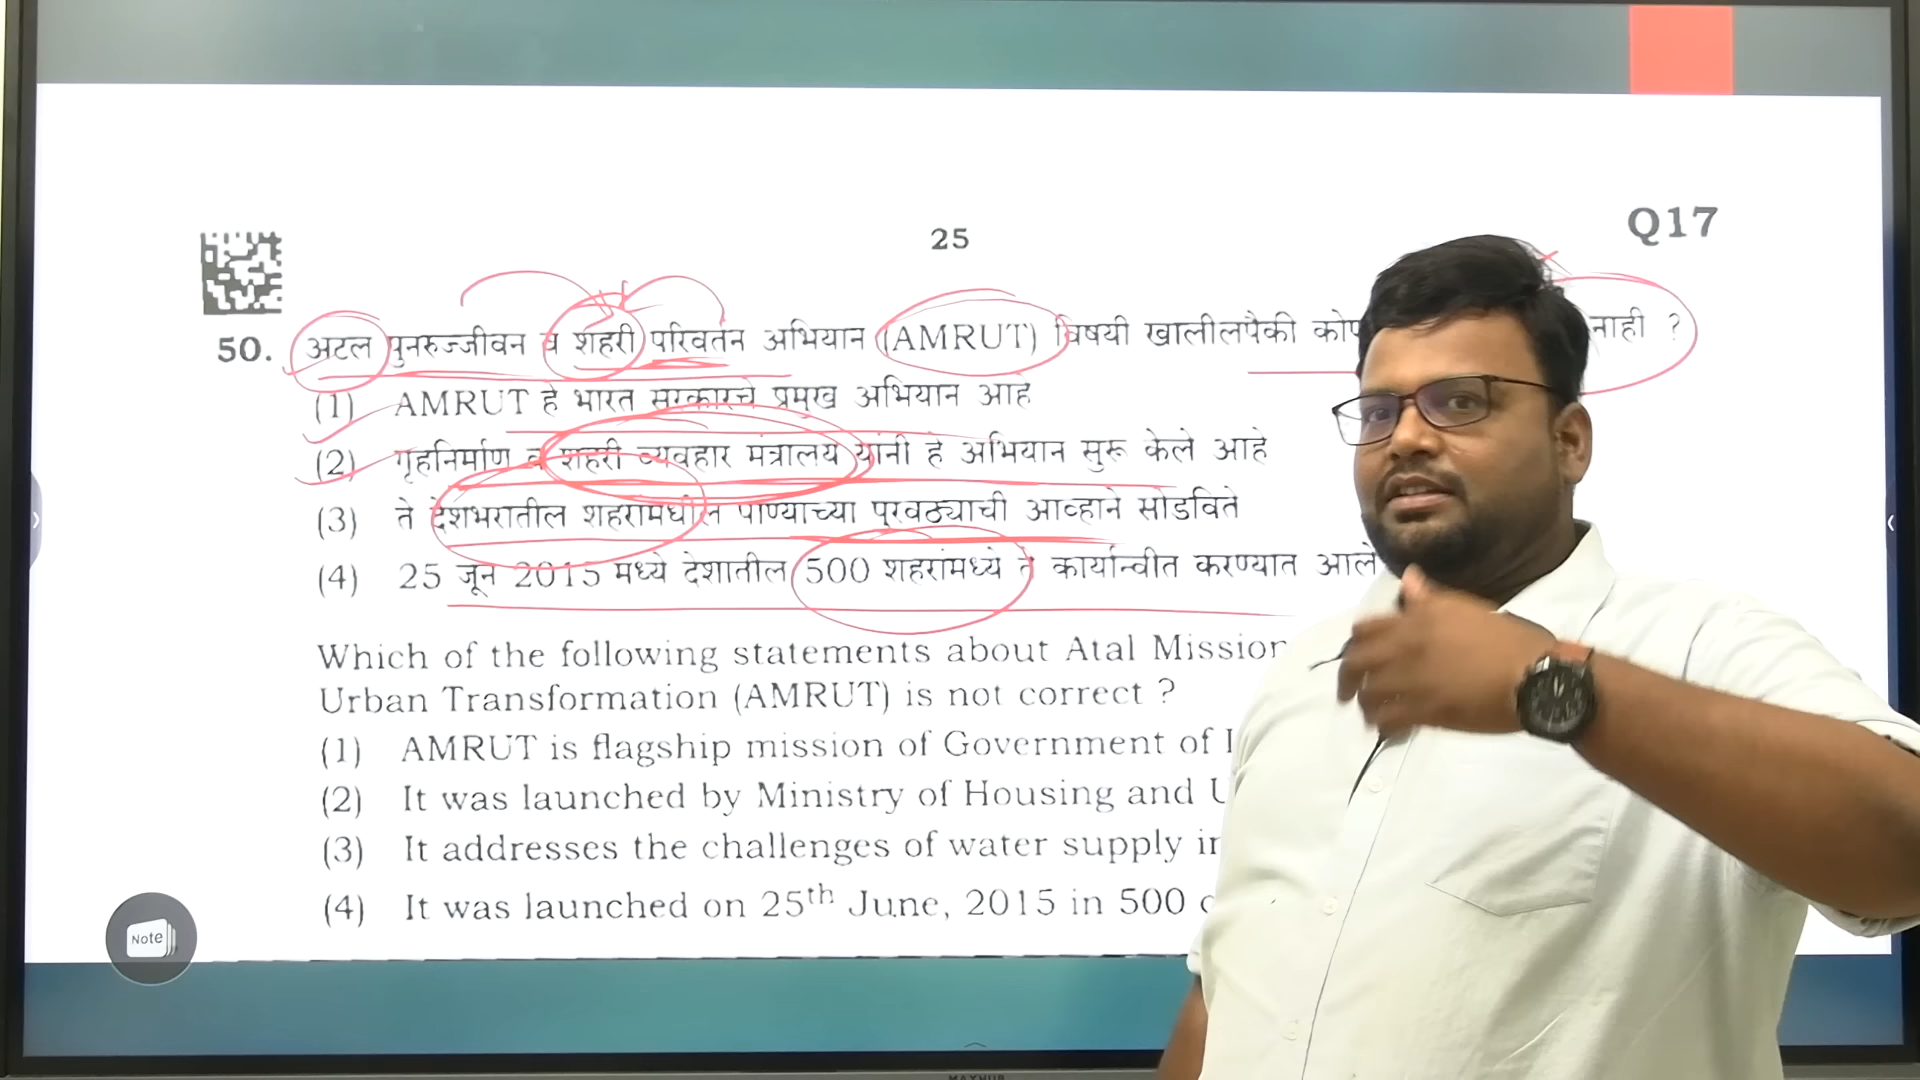 25
Q17
50. अटल पुनरुज्जीवन व शहरी परिवर्तन अभियान (AMRUT) विषयी खालीलपैकी नाही ?
(1) AMRUT हे भारत सरकारचे प्रमुख अभियान आहे
(2) गृहनिर्माण व शहरी व्यवहार मंत्रालय यांनी हे अभियान सुरू केले आहे
(3) ते देशभरातील शहरांमधील पाण्याच्या पुरवठ्याची आव्हाने सोडविते
(4) 25 जून 2015 मध्ये देशातील 500 शहरांमध्ये ते कार्यान्वीत करण्यात आले
Which of the following statements about Atal Mission
Urban Transformation (AMRUT) is not correct ?
(1) AMRUT is flagship mission of Government of
(2) It was launched by Ministry of Housing and
(3) It addresses the challenges of water supply in
(4) It was launched on 25th June, 2015 in 500
Note